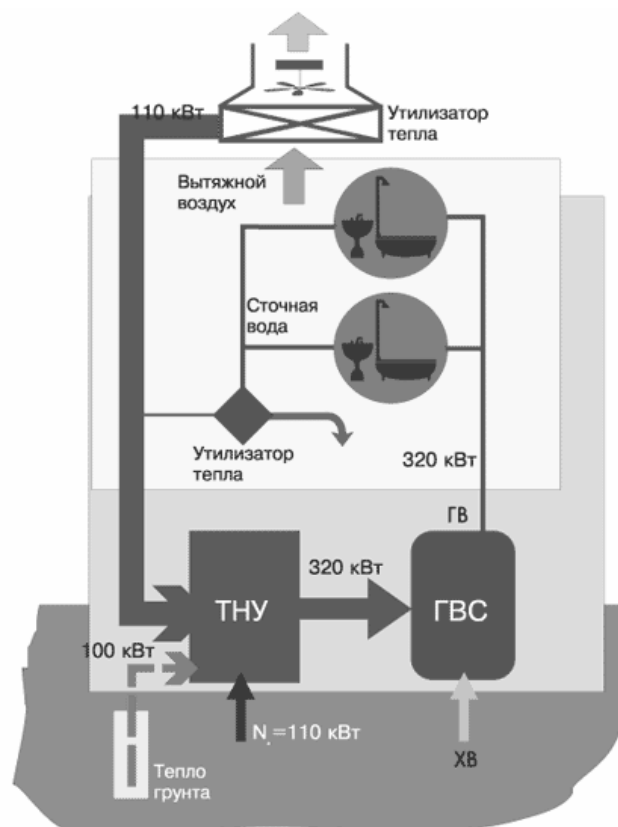 110 кВт
Утилизатор
тепла
Вытяжной
воздух
Сточная
вода
Утилизатор
тепла
320 кВт
ГВ
320 кВт
ТНУ
ГВС
100 кВт
N =110 кВт
ХВ
Тепло
грунта